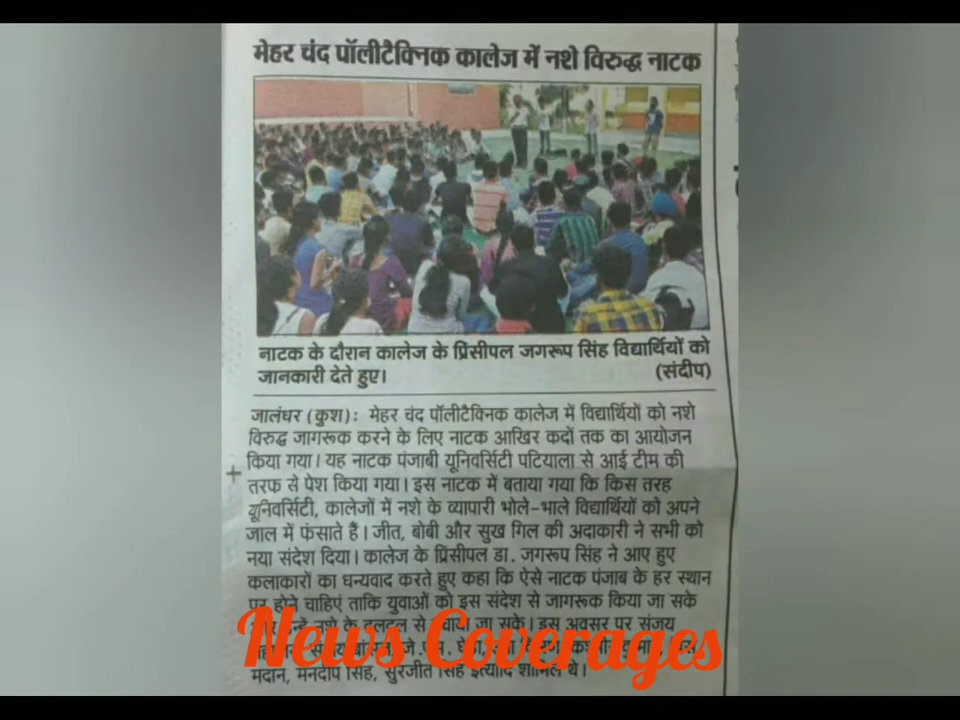 मेहर चंद पॉलीटैक्निक कालेज में नशे विरुद्ध नाटक
नाटक के दौरान कालेज के प्रिंसीपल जगरूप सिंह विद्यार्थियों को
जानकारी देते हुए। (संदीप)
जालंधर (कुश): मेहर चंद पॉलीटैक्निक कालेज में विद्यार्थियों को नशे
विरुद्ध जागरूक करने के लिए नाटक आखिर कदों तक का आयोजन
किया गया। यह नाटक पंजाबी यूनिवर्सिटी पटियाला से आई टीम की
तरफ से पेश किया गया। इस नाटक में बताया गया कि किस तरह
यूनिवर्सिटी, कालेजों में नशे के व्यापारी भोले-भाले विद्यार्थियों को अपने
जाल में फंसाते हैं। जीत, बोबी और सुख गिल की अदाकारी ने सभी को
नया संदेश दिया। कालेज के प्रिंसीपल डा. जगरूप सिंह ने आए हुए
कलाकारों का धन्यवाद करते हुए कहा कि ऐसे नाटक पंजाब के हर स्थान
पर होने चाहिएं ताकि युवाओं को इस संदेश से जागरूक किया जा सके
नशे के दलदल से जा सके। इस अवसर पर संजय
मदान, मनदीप सिंह, सुरजीत सिंह इत्यादि शामिल थे।
News Coverages